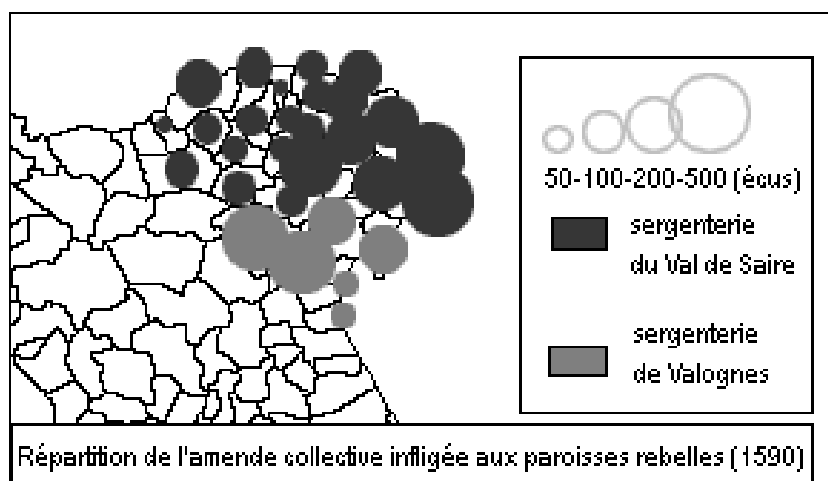 50-100-200-500 (écus)
sergenterie
du Val de Saire
sergenterie
de Valognes
Répartition de l'amende collective infligée aux paroisses rebelles (1590)